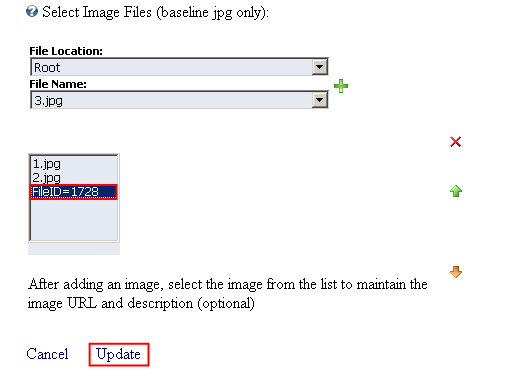 Select Image Files (baseline jpg only):
File Location:
Root
File Name:
3.jpg
1.jpg
2.jpg
FileID=1728
After adding an image, select the image from the list to maintain the
image URL and description (optional)
Cancel Update